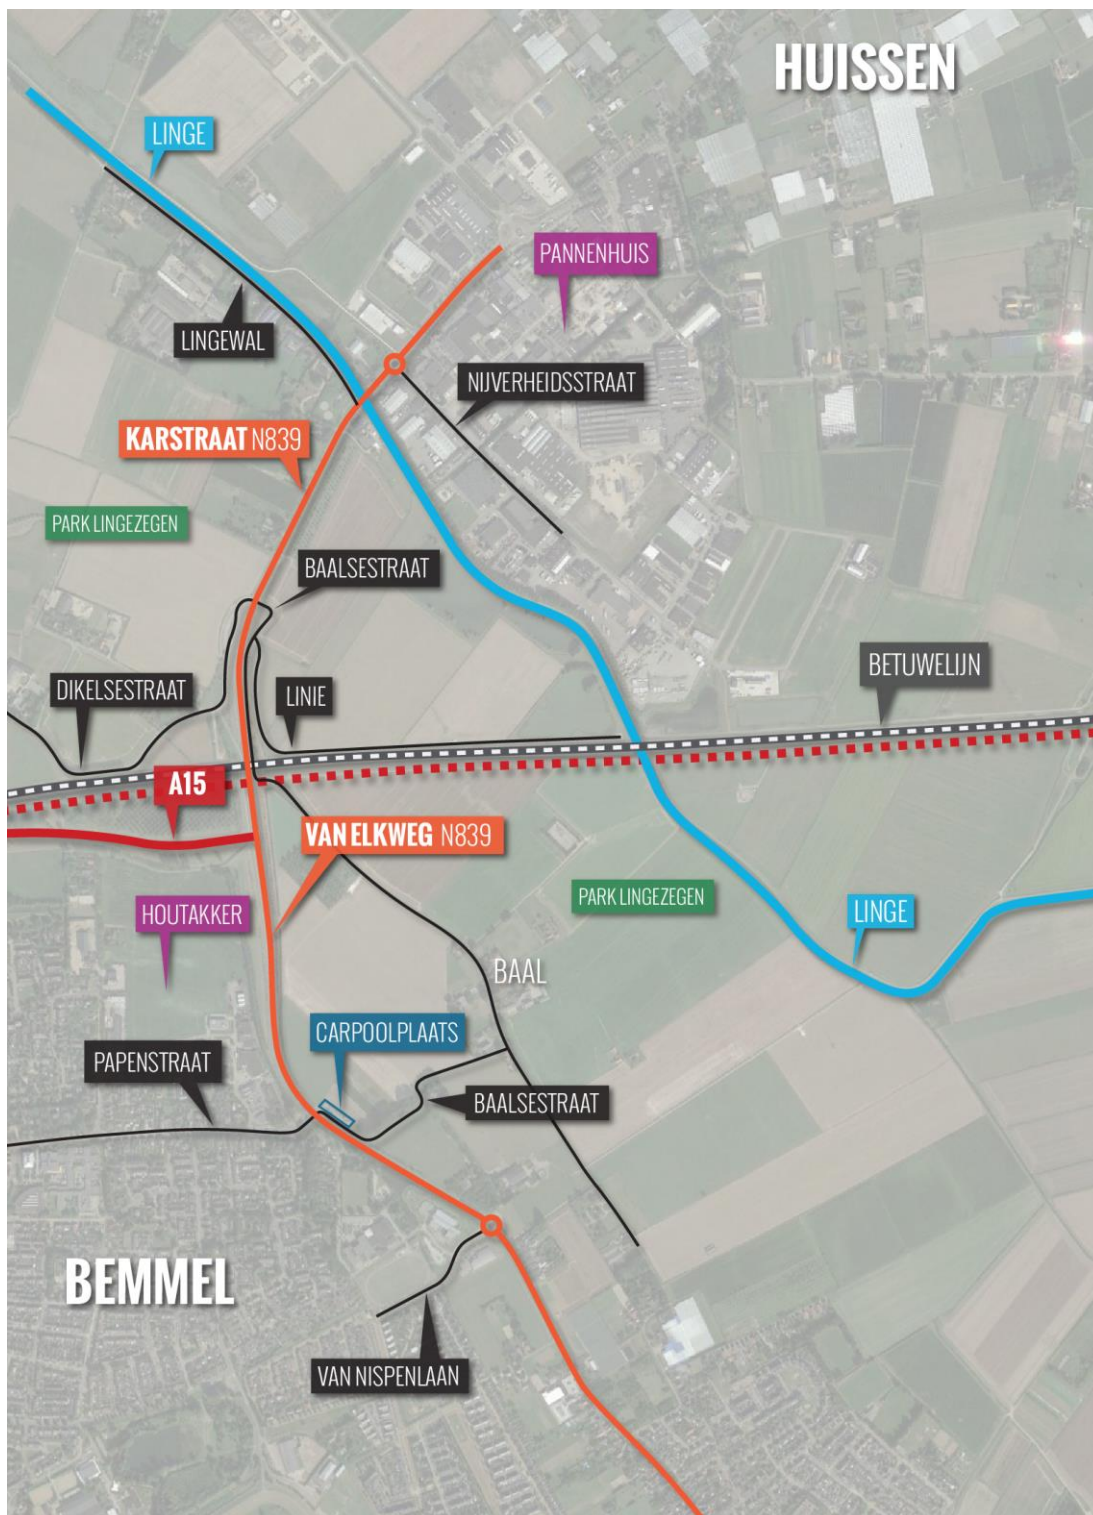 HUISSEN
LINGE
PANNENHUIS
LINGEWAL
NIJVERHEIDSSTRAAT
KARSTRAAT N839
PARK LINGEZEGEN
BAALSESTRAAT
BETUWELIJN
DIKELSESTRAAT
LINIE
A15
VAN ELKWEG N839
PARK LINGEZEGEN
HOUTAKKER
LINGE
BAAL
CARPOOLPLAATS
PAPENSTRAAT
BAALSESTRAAT
BEMMEL
VAN NISPENLAAN